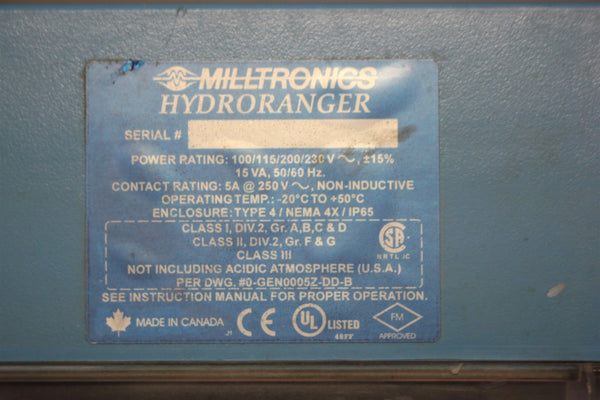 MILLTRONICS
HYDRORANGER
SERIAL #
POWER RATING: 100/115/200/230 V ~, ±15%
15 VA, 50/60 Hz.
CONTACT RATING: 5A @ 250 V ~, NON-INDUCTIVE
OPERATING TEMP.: -20°C TO +50°C
ENCLOSURE: TYPE 4 / NEMA 4X / IP65
CLASS I, DIV.2, Gr. A,B,C & D
CLASS II, DIV.2, Gr. F & G
CLASS III
SA
NRTL /C
NOT INCLUDING ACIDIC ATMOSPHERE (U.S.A.)
PER DWG. #0-GEN0005Z-DD-B
SEE INSTRUCTION MANUAL FOR PROPER OPERATION.
MADE IN CANADA
CE
UL LISTED
48FF
FM
APPROVED